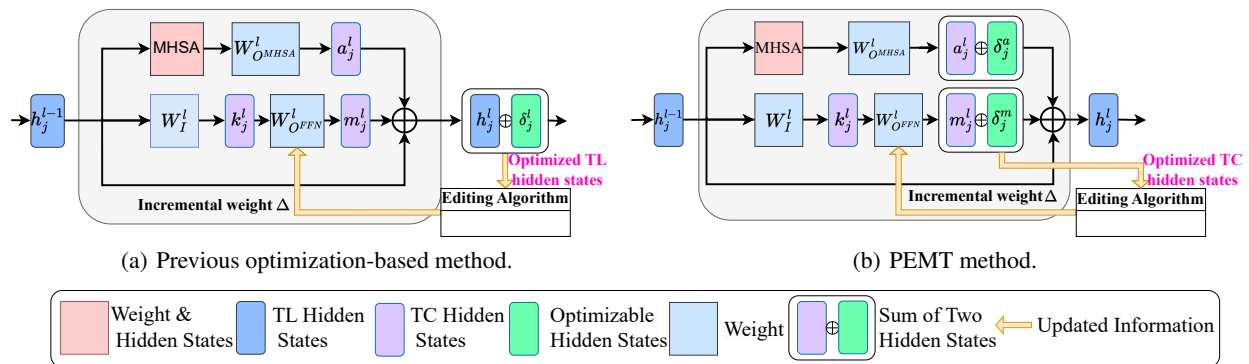 MHSA
$W^l_{O^{MHSA}}$
$a^l_j$
$h^{l-1}_j$
$W^l_I$
$k^l_j$
$W^l_{O^{FFN}}$
$m^l_j$
$h^l_j$ ⊕ $\delta^l_j$
Optimized TL
hidden states
Incremental weight Δ
Editing Algorithm
(a) Previous optimization-based method.
MHSA
$W^l_{O^{MHSA}}$
$a^l_j$ ⊕ $\delta^a_j$
$h^{l-1}_j$
$W^l_I$
$k^l_j$
$W^l_{O^{FFN}}$
$m^l_j$ ⊕ $\delta^m_j$
$h^l_j$
Optimized TC
hidden states
Incremental weight Δ
Editing Algorithm
(b) PEMT method.
Weight &
Hidden States
TL Hidden
States
TC Hidden
States
Optimizable
Hidden States
Weight
⊕
Sum of Two
Hidden States
Updated Information